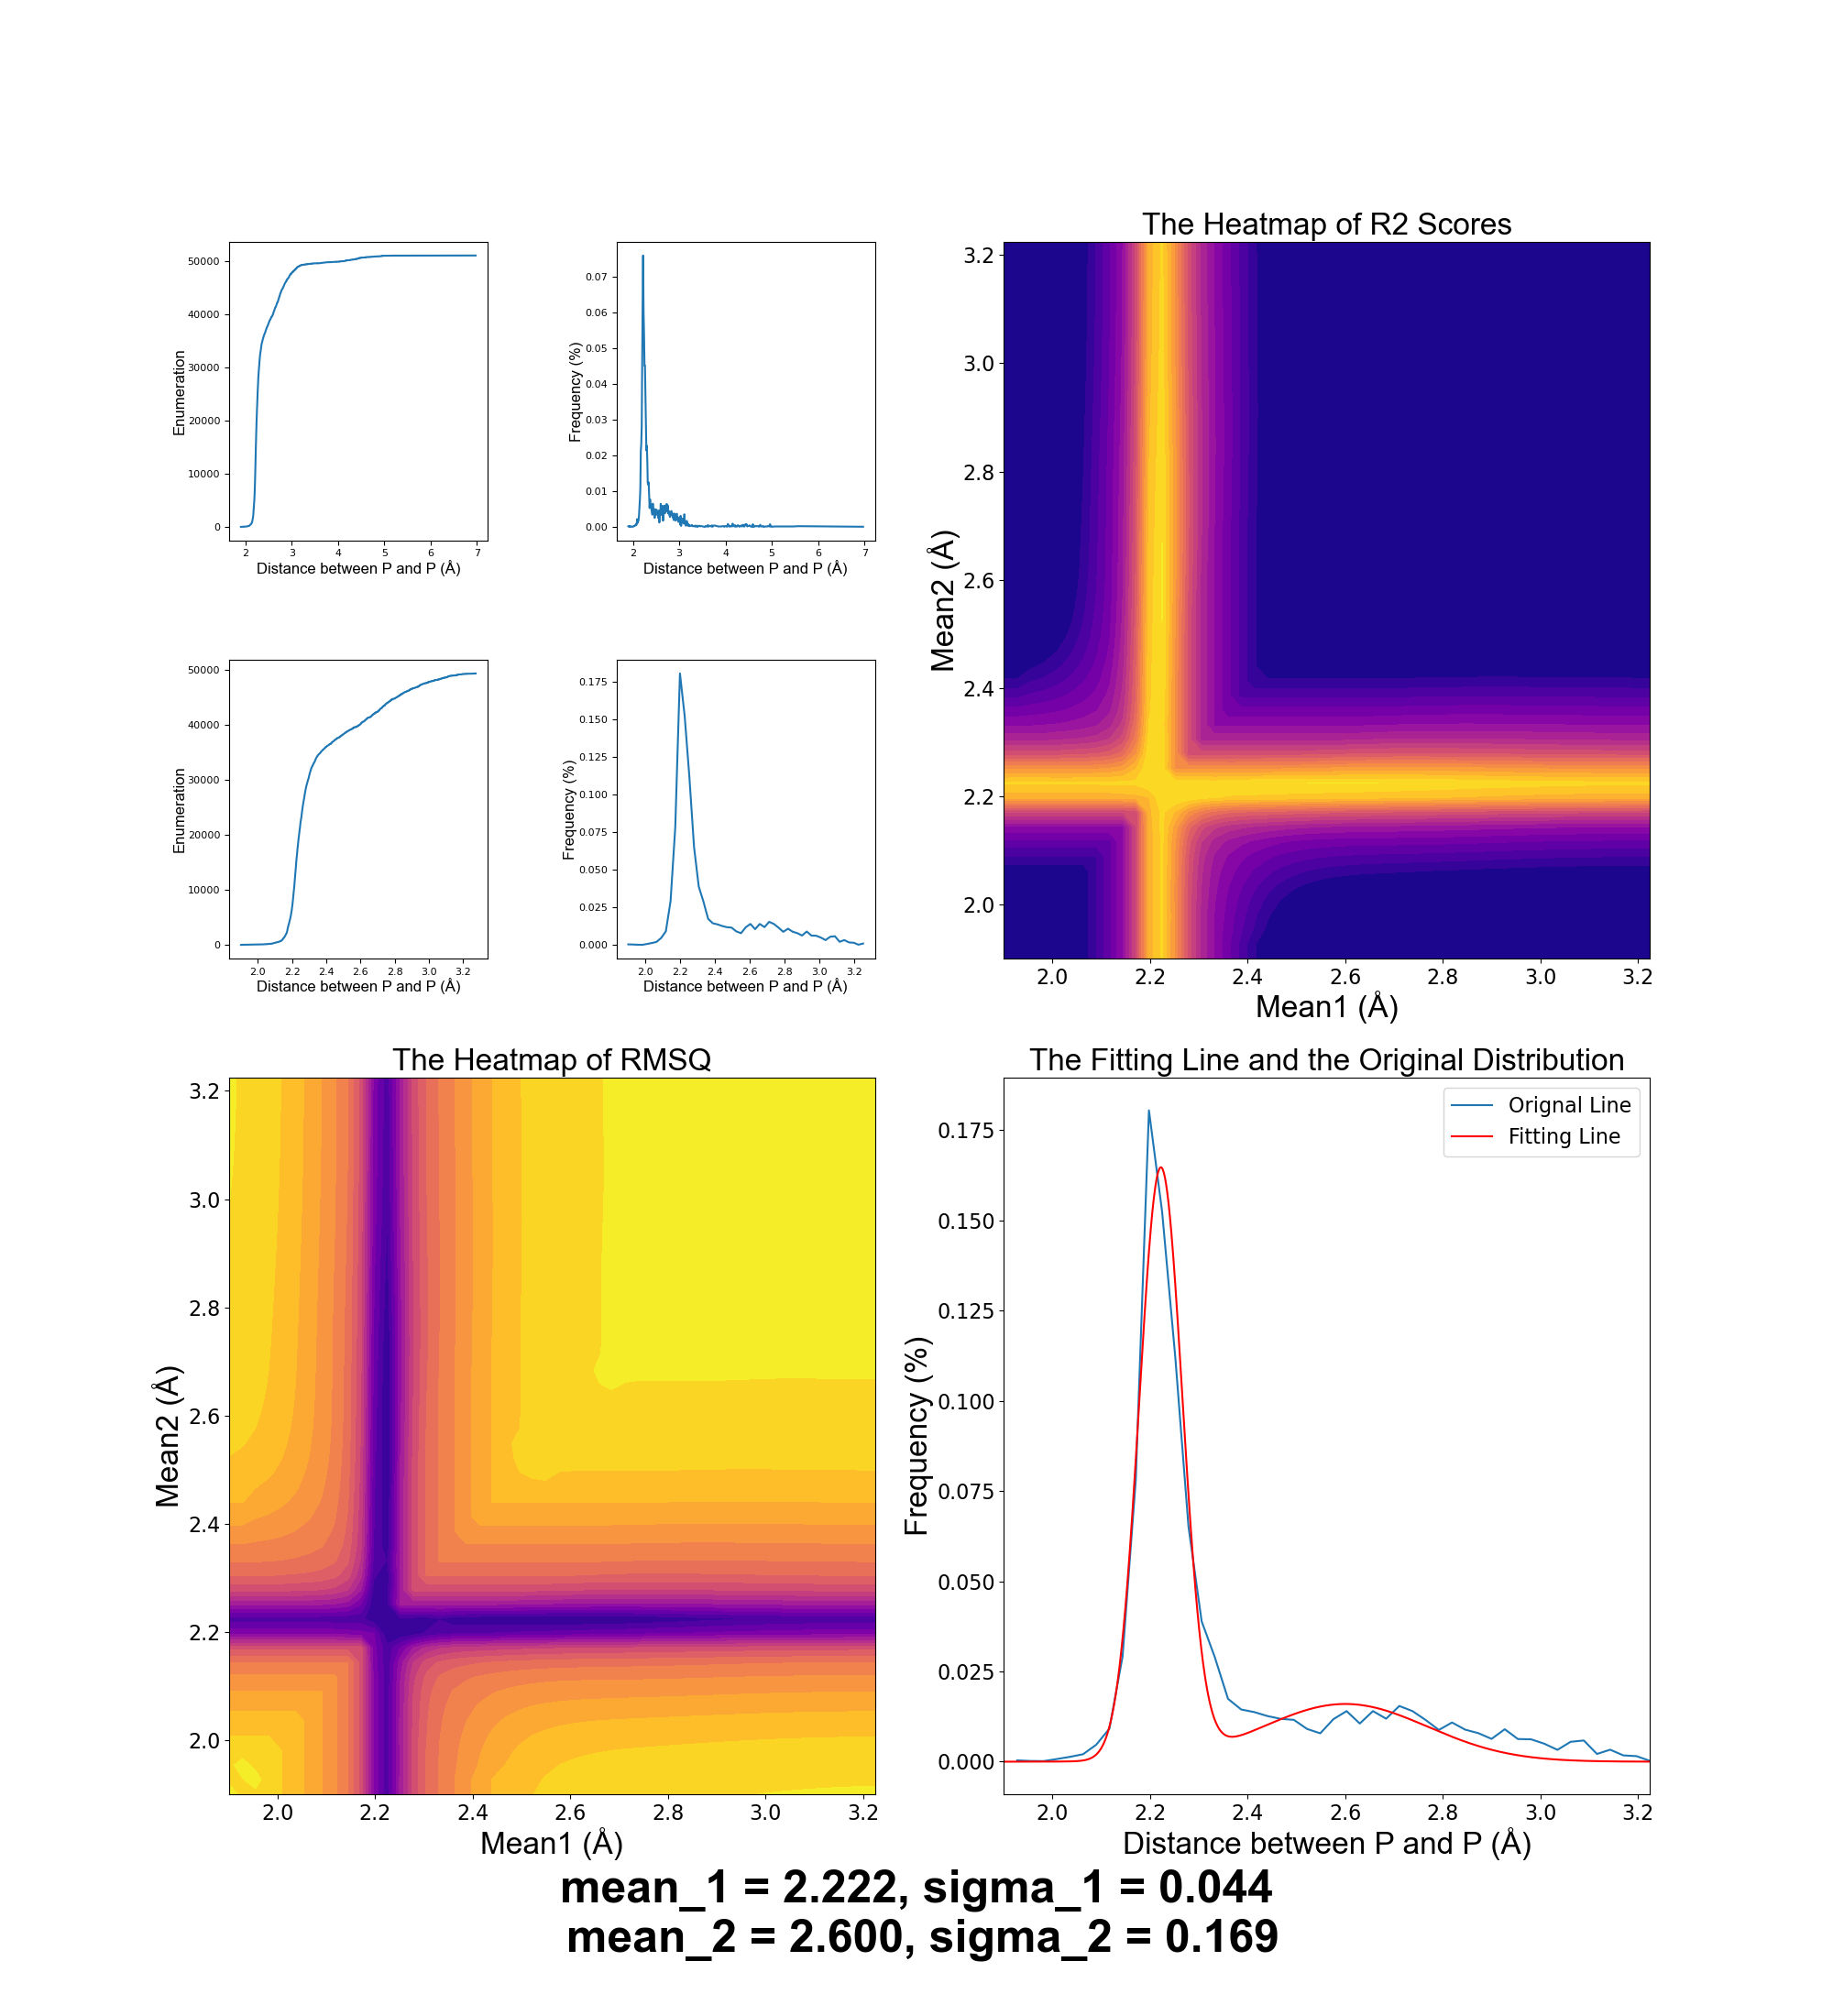 50000
40000
30000
20000
10000
0
Enumeration
2 3 4 5 6 7
Distance between P and P (Å)
0.07
0.06
0.05
0.04
0.03
0.02
0.01
0.00
Frequency (%)
2 3 4 5 6 7
Distance between P and P (Å)
The Heatmap of R2 Scores
3.2
3.0
2.8
2.6
2.4
2.2
2.0
Mean2 (Å)
2.0 2.2 2.4 2.6 2.8 3.0 3.2
Mean1 (Å)
50000
40000
30000
20000
10000
0
Enumeration
2.0 2.2 2.4 2.6 2.8 3.0 3.2
Distance between P and P (Å)
0.175
0.150
0.125
0.100
0.075
0.050
0.025
0.000
Frequency (%)
2.0 2.2 2.4 2.6 2.8 3.0 3.2
Distance between P and P (Å)
The Heatmap of RMSQ
3.2
3.0
2.8
2.6
2.4
2.2
2.0
Mean2 (Å)
2.0 2.2 2.4 2.6 2.8 3.0 3.2
Mean1 (Å)
The Fitting Line and the Original Distribution
Orignal Line
Fitting Line
0.175
0.150
0.125
0.100
0.075
0.050
0.025
0.000
Frequency (%)
2.0 2.2 2.4 2.6 2.8 3.0 3.2
Distance between P and P (Å)
mean_1 = 2.222, sigma_1 = 0.044
mean_2 = 2.600, sigma_2 = 0.169